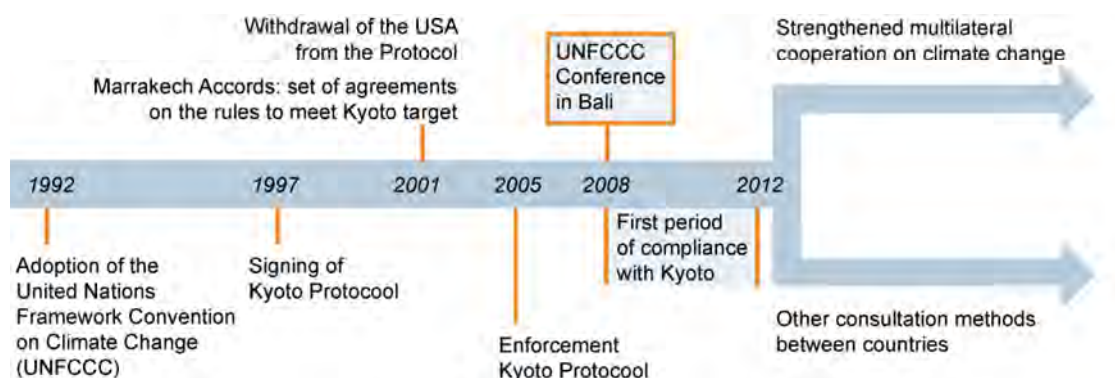 Withdrawal of the USA
from the Protocol
Marrakech Accords: set of agreements
on the rules to meet Kyoto target
UNFCCC
Conference
in Bali
Strengthened multilateral
cooperation on climate change
1992
1997
2001
2005
2008
2012
Adoption of the
United Nations
Framework Convention
on Climate Change
(UNFCCC)
Signing of
Kyoto Protocool
Enforcement
Kyoto Protocool
First period
of compliance
with Kyoto
Other consultation methods
between countries